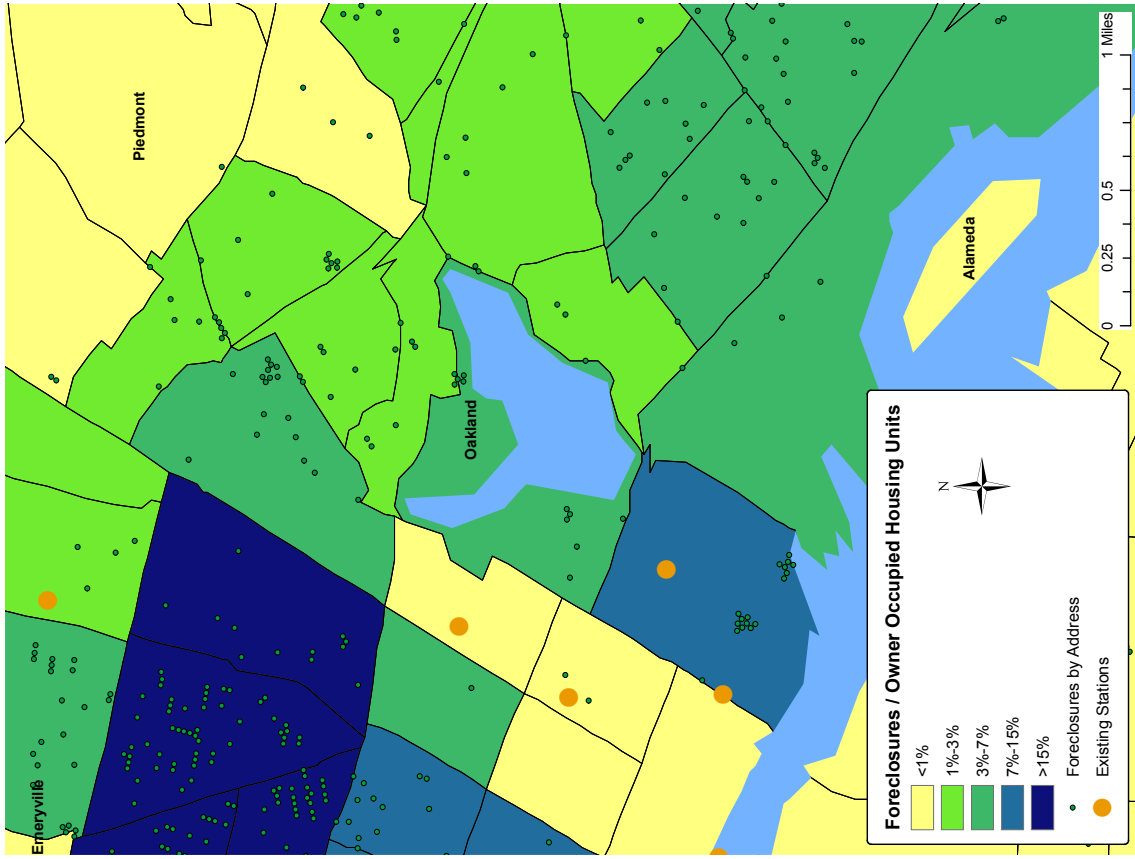 Piedmont
Emeryville
Oakland
Alameda
0
0.25
0.5
1 Miles
Foreclosures / Owner Occupied Housing Units
<1%
1%-3%
3%-7%
7%-15%
>15%
Foreclosures by Address
Existing Stations
N